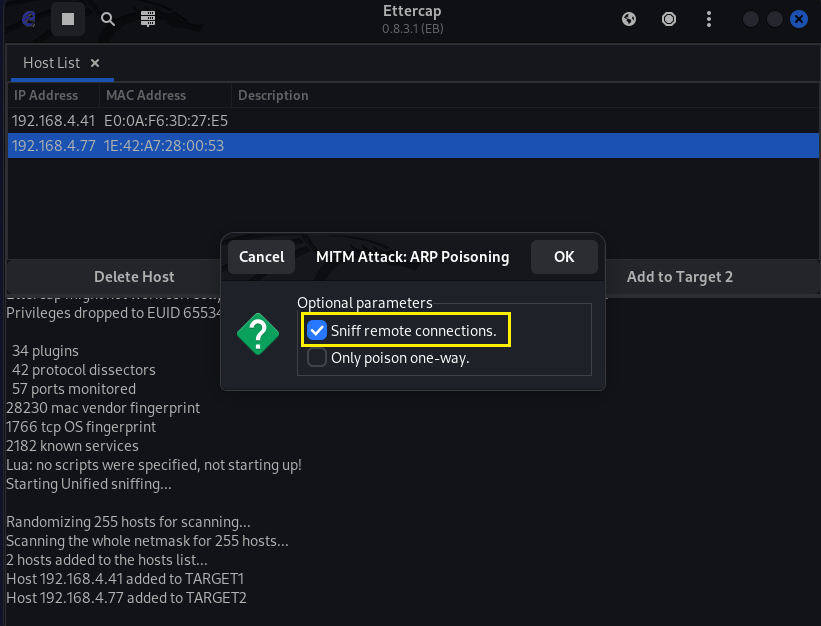 Ettercap
0.8.3.1 (EB)
Host List ×
IP Address MAC Address Description
192.168.4.41 E0:0A:F6:3D:27:E5
192.168.4.77 1E:42:A7:28:00:53
Cancel MITM Attack: ARP Poisoning OK
Delete Host Add to Target 2
Optional parameters
Sniff remote connections.
Only poison one-way.
Privileges dropped to EUID 65534
34 plugins
42 protocol dissectors
57 ports monitored
28230 mac vendor fingerprint
1766 tcp OS fingerprint
2182 known services
Lua: no scripts were specified, not starting up!
Starting Unified sniffing...
Randomizing 255 hosts for scanning...
Scanning the whole netmask for 255 hosts...
2 hosts added to the hosts list...
Host 192.168.4.41 added to TARGET1
Host 192.168.4.77 added to TARGET2